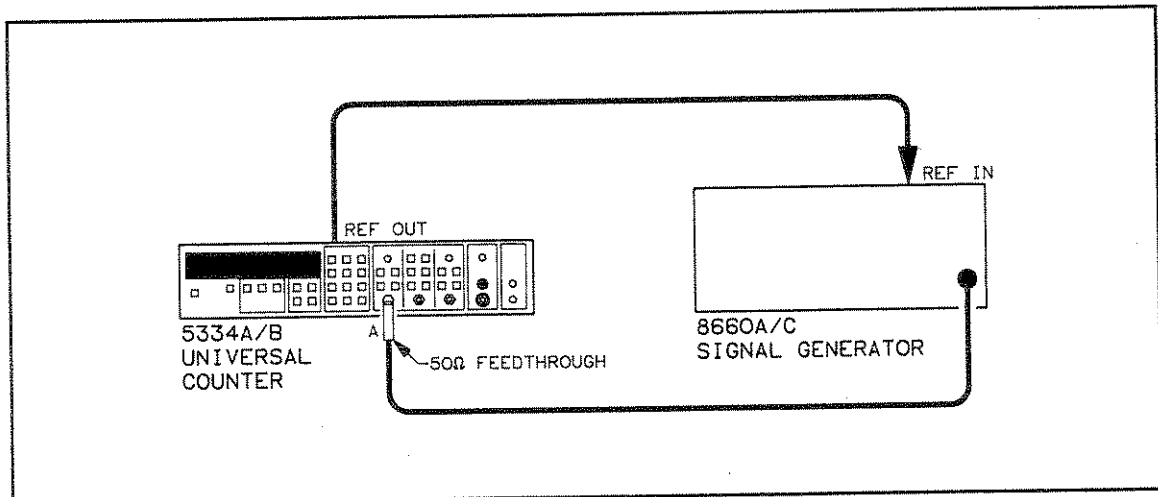 REF IN
REF OUT
5334A/B
UNIVERSAL
COUNTER
A
50Ω FEEDTHROUGH
8660A/C
SIGNAL GENERATOR